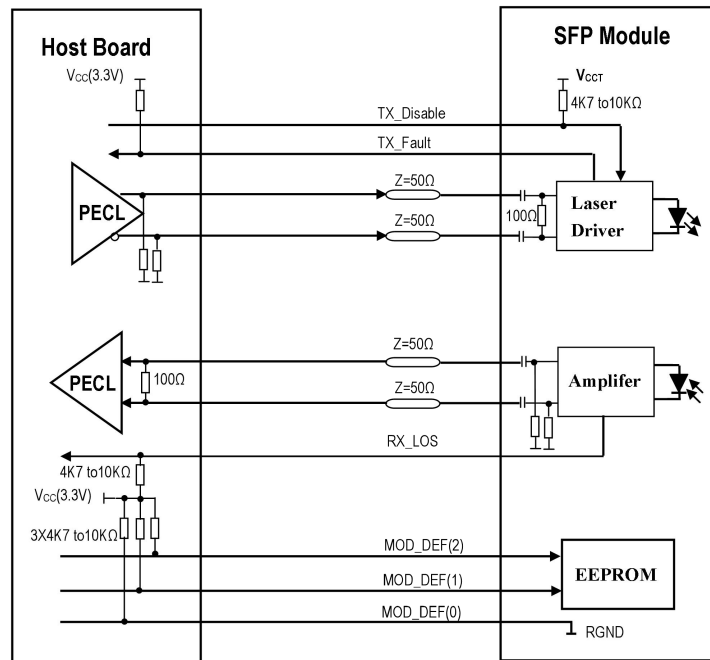 Host Board
SFP Module
VCC(3.3V)
VCCT
4K7 to10KΩ
TX_Disable
TX_Fault
PECL
Z=50Ω
Z=50Ω
100Ω
Laser
Driver
PECL
100Ω
Z=50Ω
Z=50Ω
Amplifer
RX_LOS
4K7 to10KΩ
VCC(3.3V)
3X4K7 to10KΩ
MOD_DEF(2)
MOD_DEF(1)
MOD_DEF(0)
EEPROM
RGND